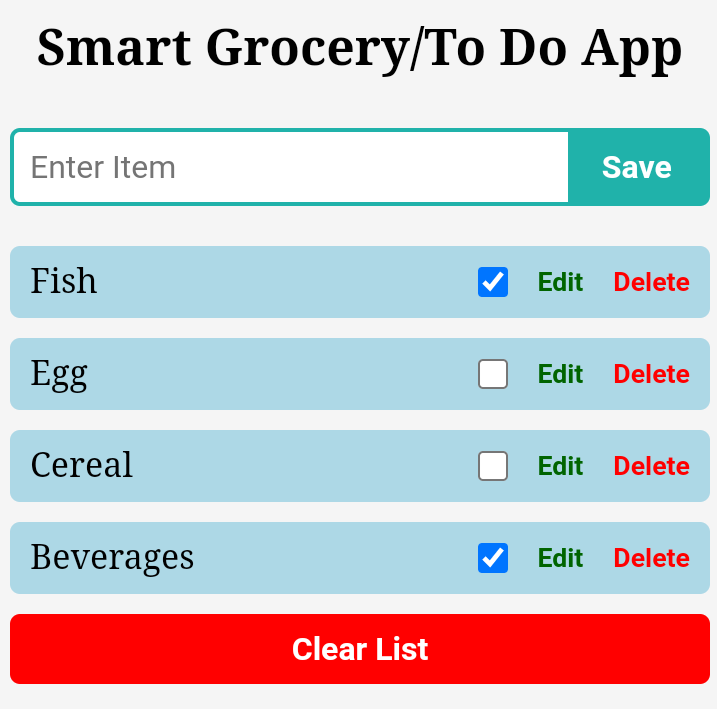 Smart Grocery/To Do App
Enter Item Save
Fish Edit Delete
Egg Edit Delete
Cereal Edit Delete
Beverages Edit Delete
Clear List